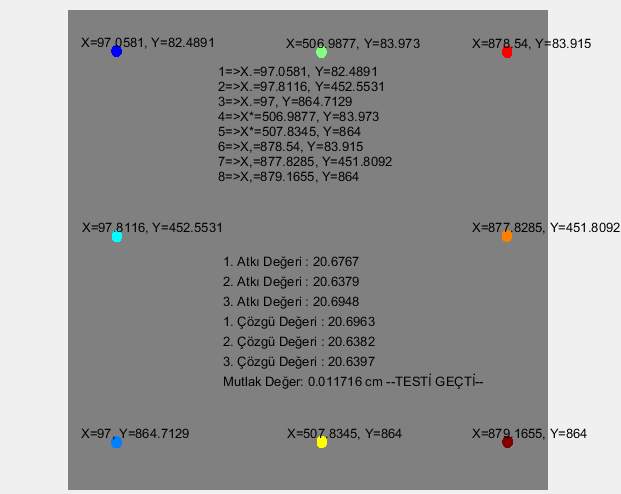 X=97.0581, Y=82.4891
X=506.9877, Y=83.973
X=878.54, Y=83.915
1=>X.=97.0581, Y=82.4891
2=>X.=97.8116, Y=452.5531
3=>X.=97, Y=864.7129
4=>X*=506.9877, Y=83.973
5=>X*=507.8345, Y=864
6=>X,=878.54, Y=83.915
7=>X,=877.8285, Y=451.8092
8=>X,=879.1655, Y=864
X=97.8116, Y=452.5531
X=877.8285, Y=451.8092
1. Atkı Değeri : 20.6767
2. Atkı Değeri : 20.6379
3. Atkı Değeri : 20.6948
1. Çözgü Değeri : 20.6963
2. Çözgü Değeri : 20.6382
3. Çözgü Değeri : 20.6397
Mutlak Değer: 0.011716 cm --TESTİ GEÇTİ--
X=97, Y=864.7129
X=507.8345, Y=864
X=879.1655, Y=864